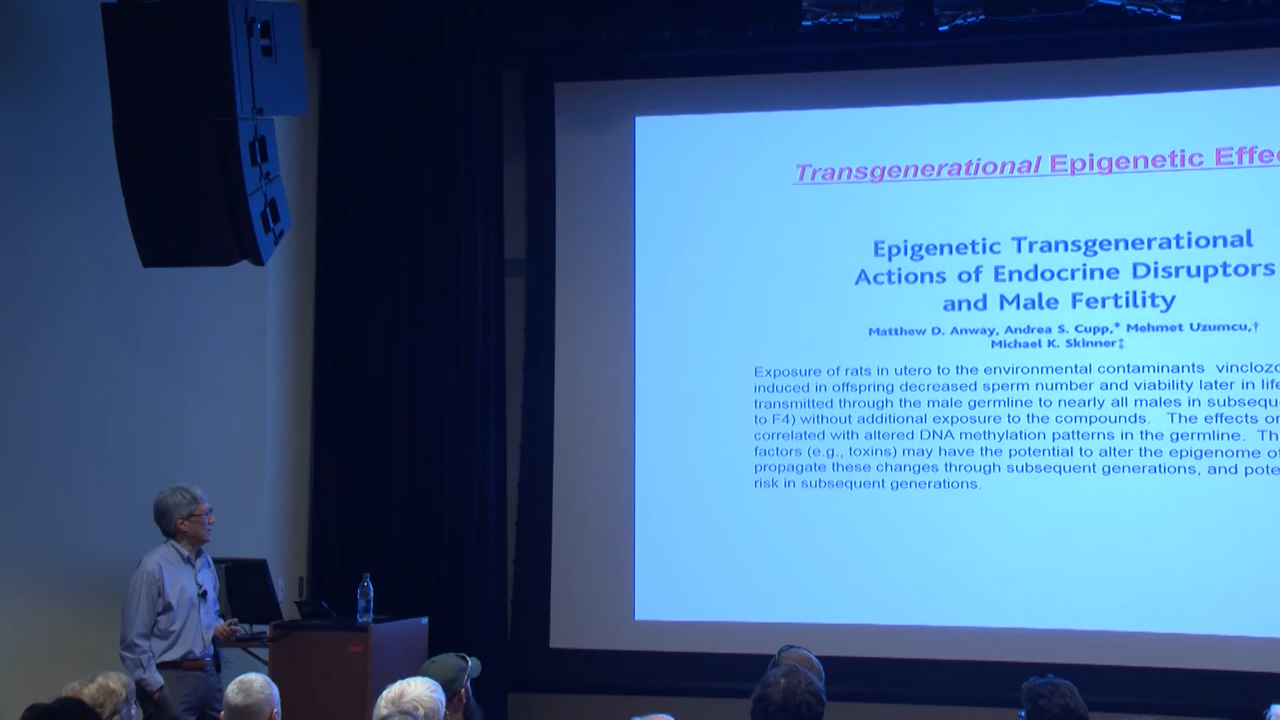 Transgenerational Epigenetic
Epigenetic Transgenerational
Actions of Endocrine Disruptors
and Male Fertility
Matthew D. Anway, Andrea S. Cupp,* Mehmet Uzumcu,†
Michael K. Skinner‡
Exposure of rats in utero to the environmental contaminants
induced in offspring decreased sperm number and viability later in
transmitted through the male germline to nearly all males in
to F4) without additional exposure to the compounds. The effects
correlated with altered DNA methylation patterns in the germline.
factors (e.g., toxins) may have the potential to alter the epigenome
propagate these changes through subsequent generations, and
risk in subsequent generations.